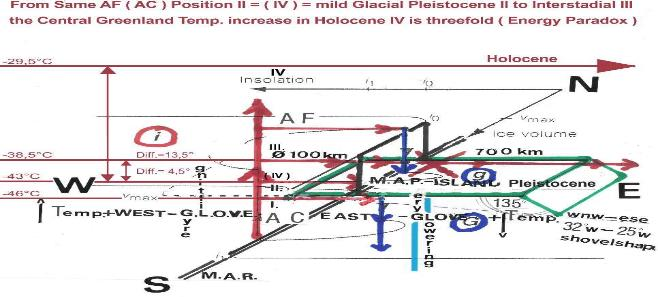 From Same AF ( AC ) Position II = ( IV ) = mild Glacial Pleistocene II to Interstadial III
the Central Greenland Temp. increase in Holocene IV is threefold ( Energy Paradox )
-29,5°C
Holocene
IV
Insolation
N
A F
Vmax
ice volume
i
III.
Ø 100km
700 km
-38,5°C
Diff.=13,5°
Diff.= 4,5°
-43°C
(IV)
W
II.
M.A.P-ISLAND
g
Pleistocene
E
-46°C
Vmax
I.
135°
Temp.+WEST-G.L.O.V.E.
A C
EAST
-GLOVE
G
+Temp.
wnw-ese
32°w - 25°w
shovelshape
Gyre
Lowering
S
M.A.R.